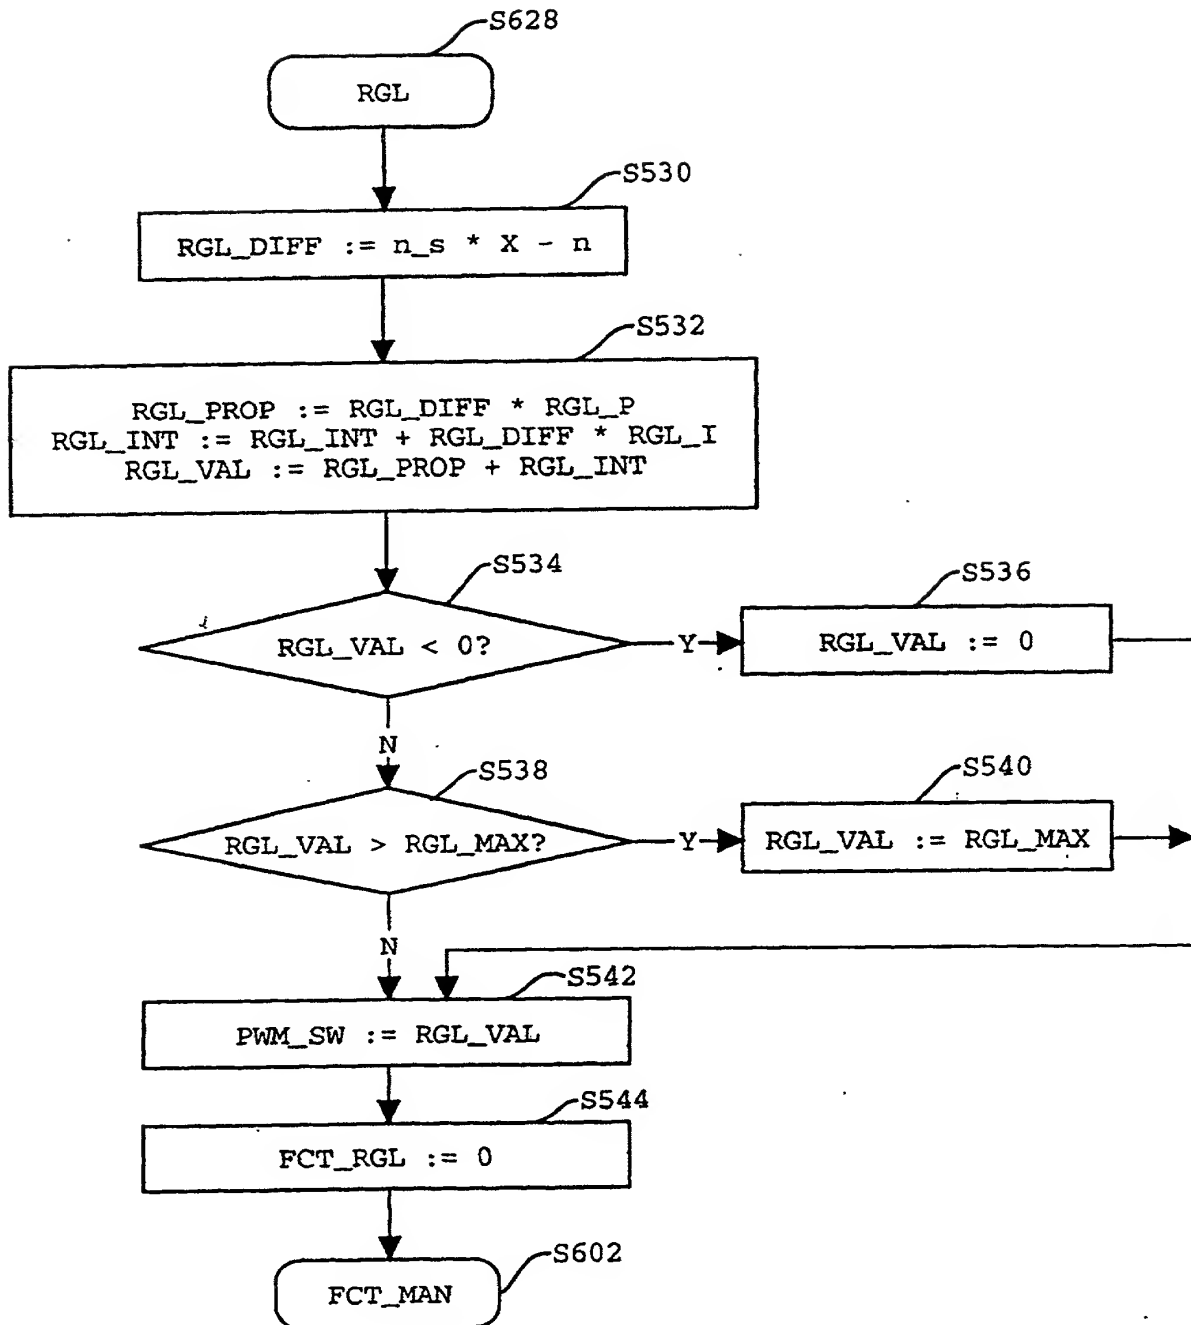 S628
RGL
S530
RGL_DIFF := n_s * X - n
S532
RGL_PROP := RGL_DIFF * RGL_P
RGL_INT := RGL_INT + RGL_DIFF * RGL_I
RGL_VAL := RGL_PROP + RGL_INT
S534
RGL_VAL < 0?
Y
S536
RGL_VAL := 0
N
S538
RGL_VAL > RGL_MAX?
Y
S540
RGL_VAL := RGL_MAX
N
S542
PWM_SW := RGL_VAL
S544
FCT_RGL := 0
S602
FCT_MAN